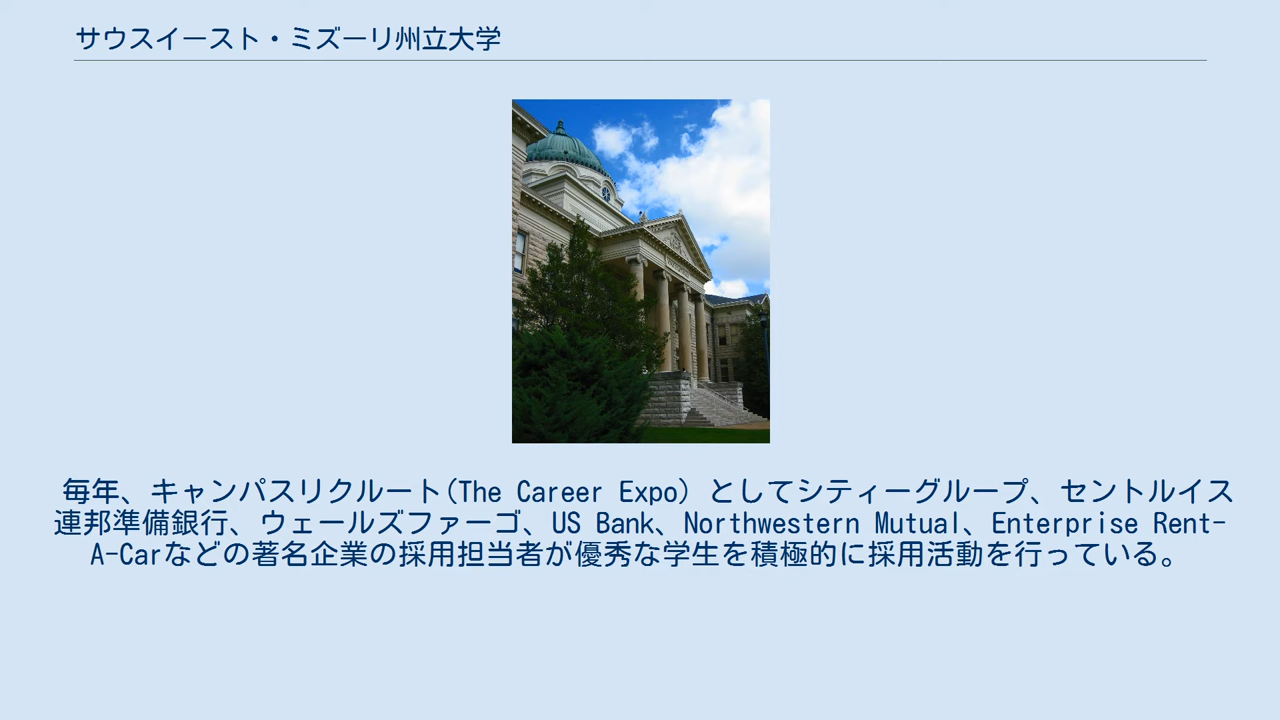 サウスイースト・ミズーリ州立大学
毎年、キャンパスリクルート(The Career Expo) としてシティーグループ、セントルイス
連邦準備銀行、ウェールズファーゴ、US Bank、Northwestern Mutual、Enterprise Rent-
A-Carなどの著名企業の採用担当者が優秀な学生を積極的に採用活動を行っている。